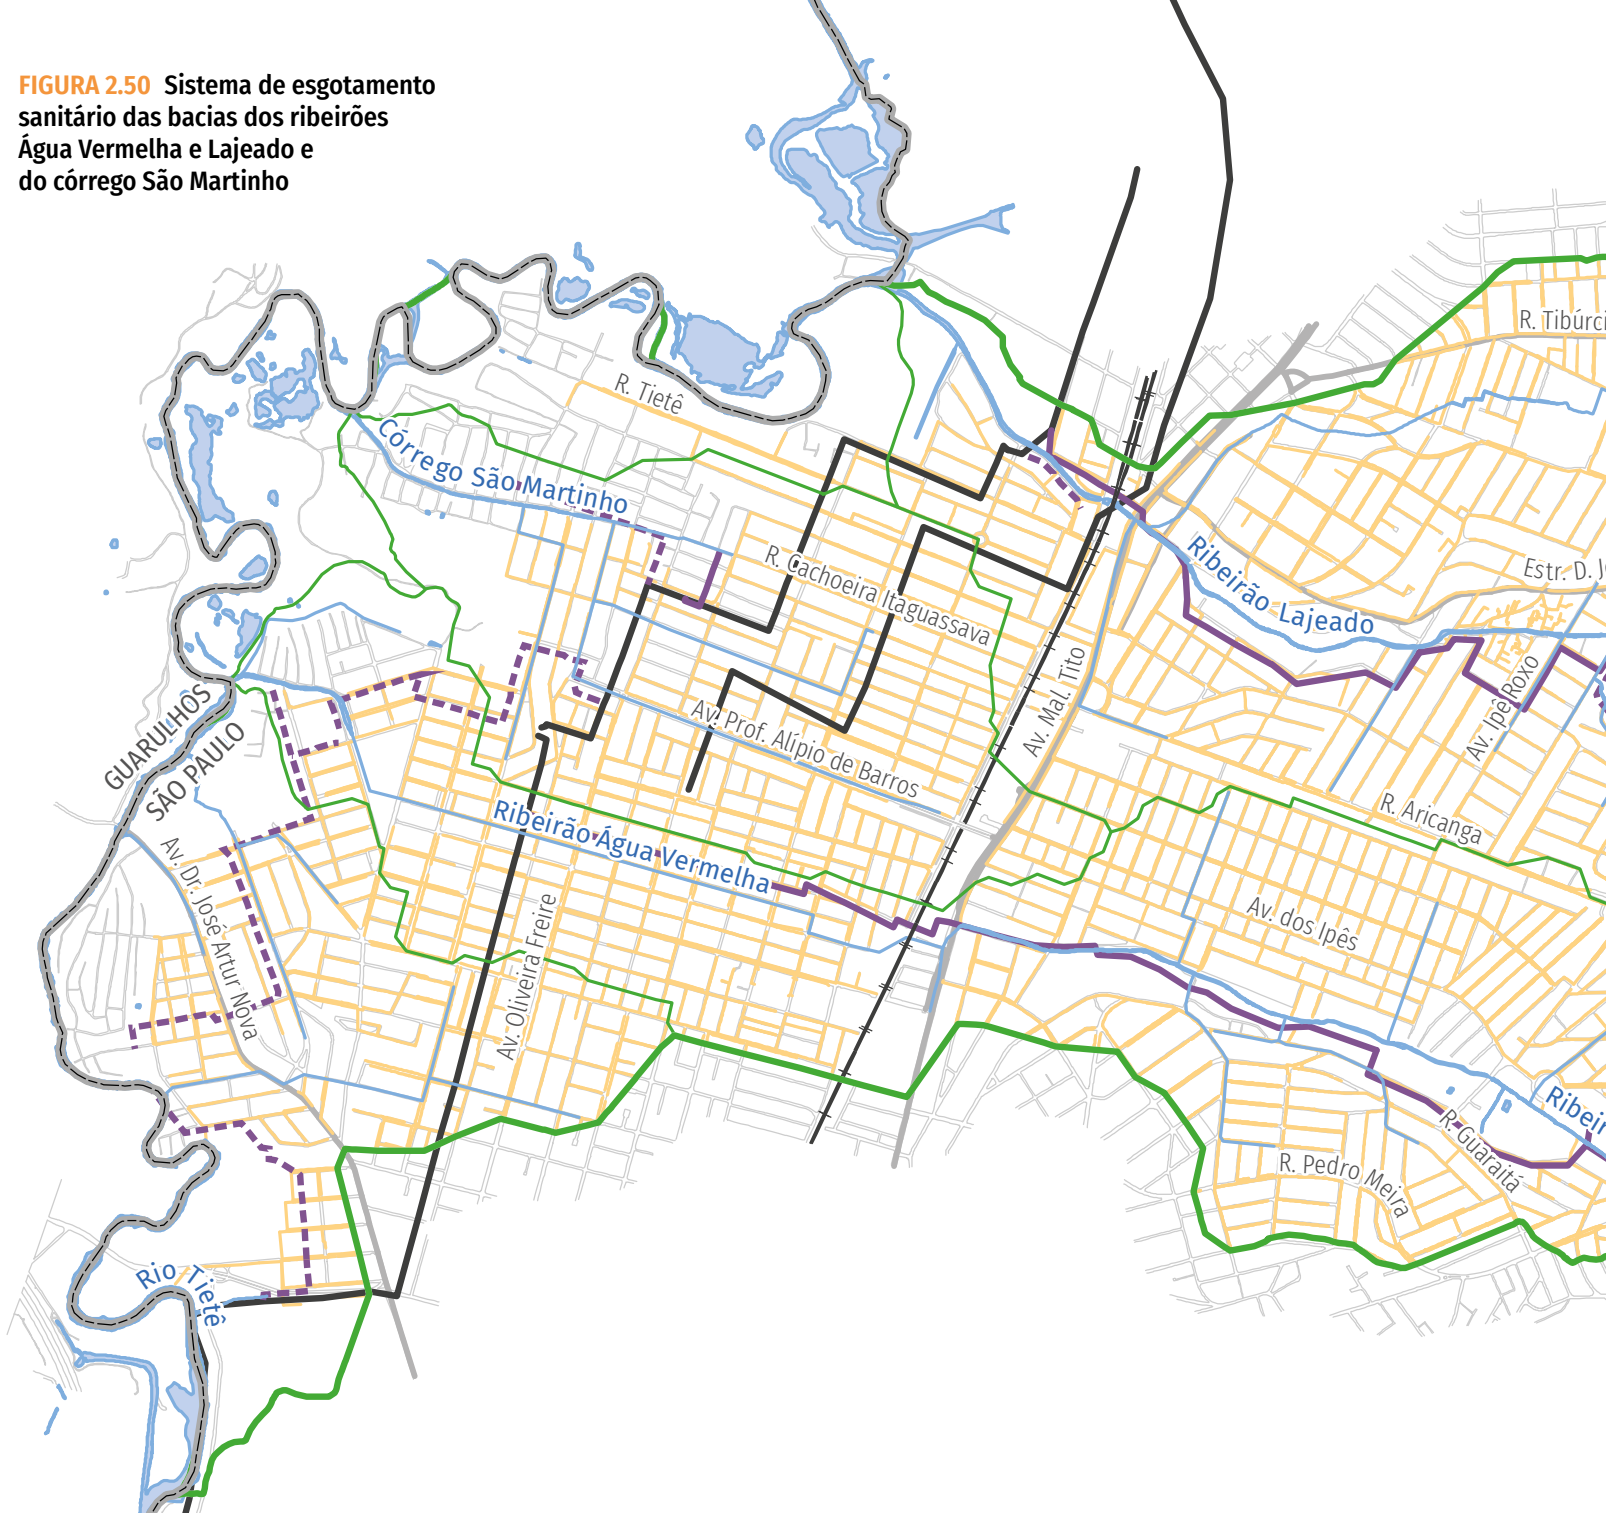 FIGURA 2.50 Sistema de esgotamento
sanitário das bacias dos ribeirões
Água Vermelha e Lajeado e
do córrego São Martinho
R. Tibúrci
R. Tietê
Córrego São Martinho
R. Cachoeira Itaguassava
Ribeirão Lajeado
Estr. D. J
Av. Mal. Tito
Av. Ipê Roxo
GUARULHOS
SÃO PAULO
Av. Prof. Alípio de Barros
Ribeirão Água Vermelha
R. Aricanga
Av. Dr. José Artur Nova
Av. Oliveira Freire
Av. dos Ipês
Ribeir
R. Guaraitá
R. Pedro Meira
Rio Tietê